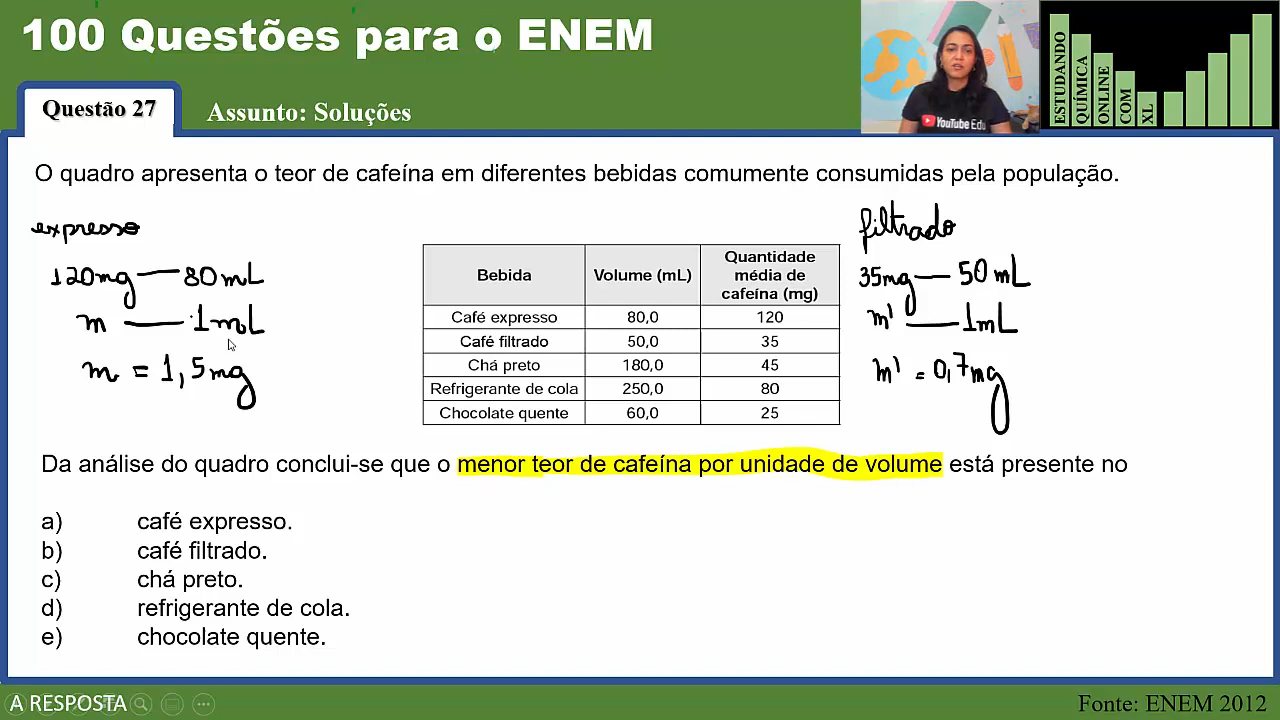 100 Questões para o ENEM
ESTUDANDO
QUÍMICA
ONLINE
COM
XL
YouTube Edu
Questão 27
Assunto: Soluções
O quadro apresenta o teor de cafeína em diferentes bebidas comumente consumidas pela população.
expresso
120mg — 80mL
m — 1mL
m = 1,5mg
Bebida Volume (mL) Quantidade média de cafeína (mg)
Café expresso 80,0 120
Café filtrado 50,0 35
Chá preto 180,0 45
Refrigerante de cola 250,0 80
Chocolate quente 60,0 25
filtrado
35mg — 50mL
m' — 1mL
m' = 0,7mg
Da análise do quadro conclui-se que o menor teor de cafeína por unidade de volume está presente no
a) café expresso.
b) café filtrado.
c) chá preto.
d) refrigerante de cola.
e) chocolate quente.
A RESPOSTA
Fonte: ENEM 2012